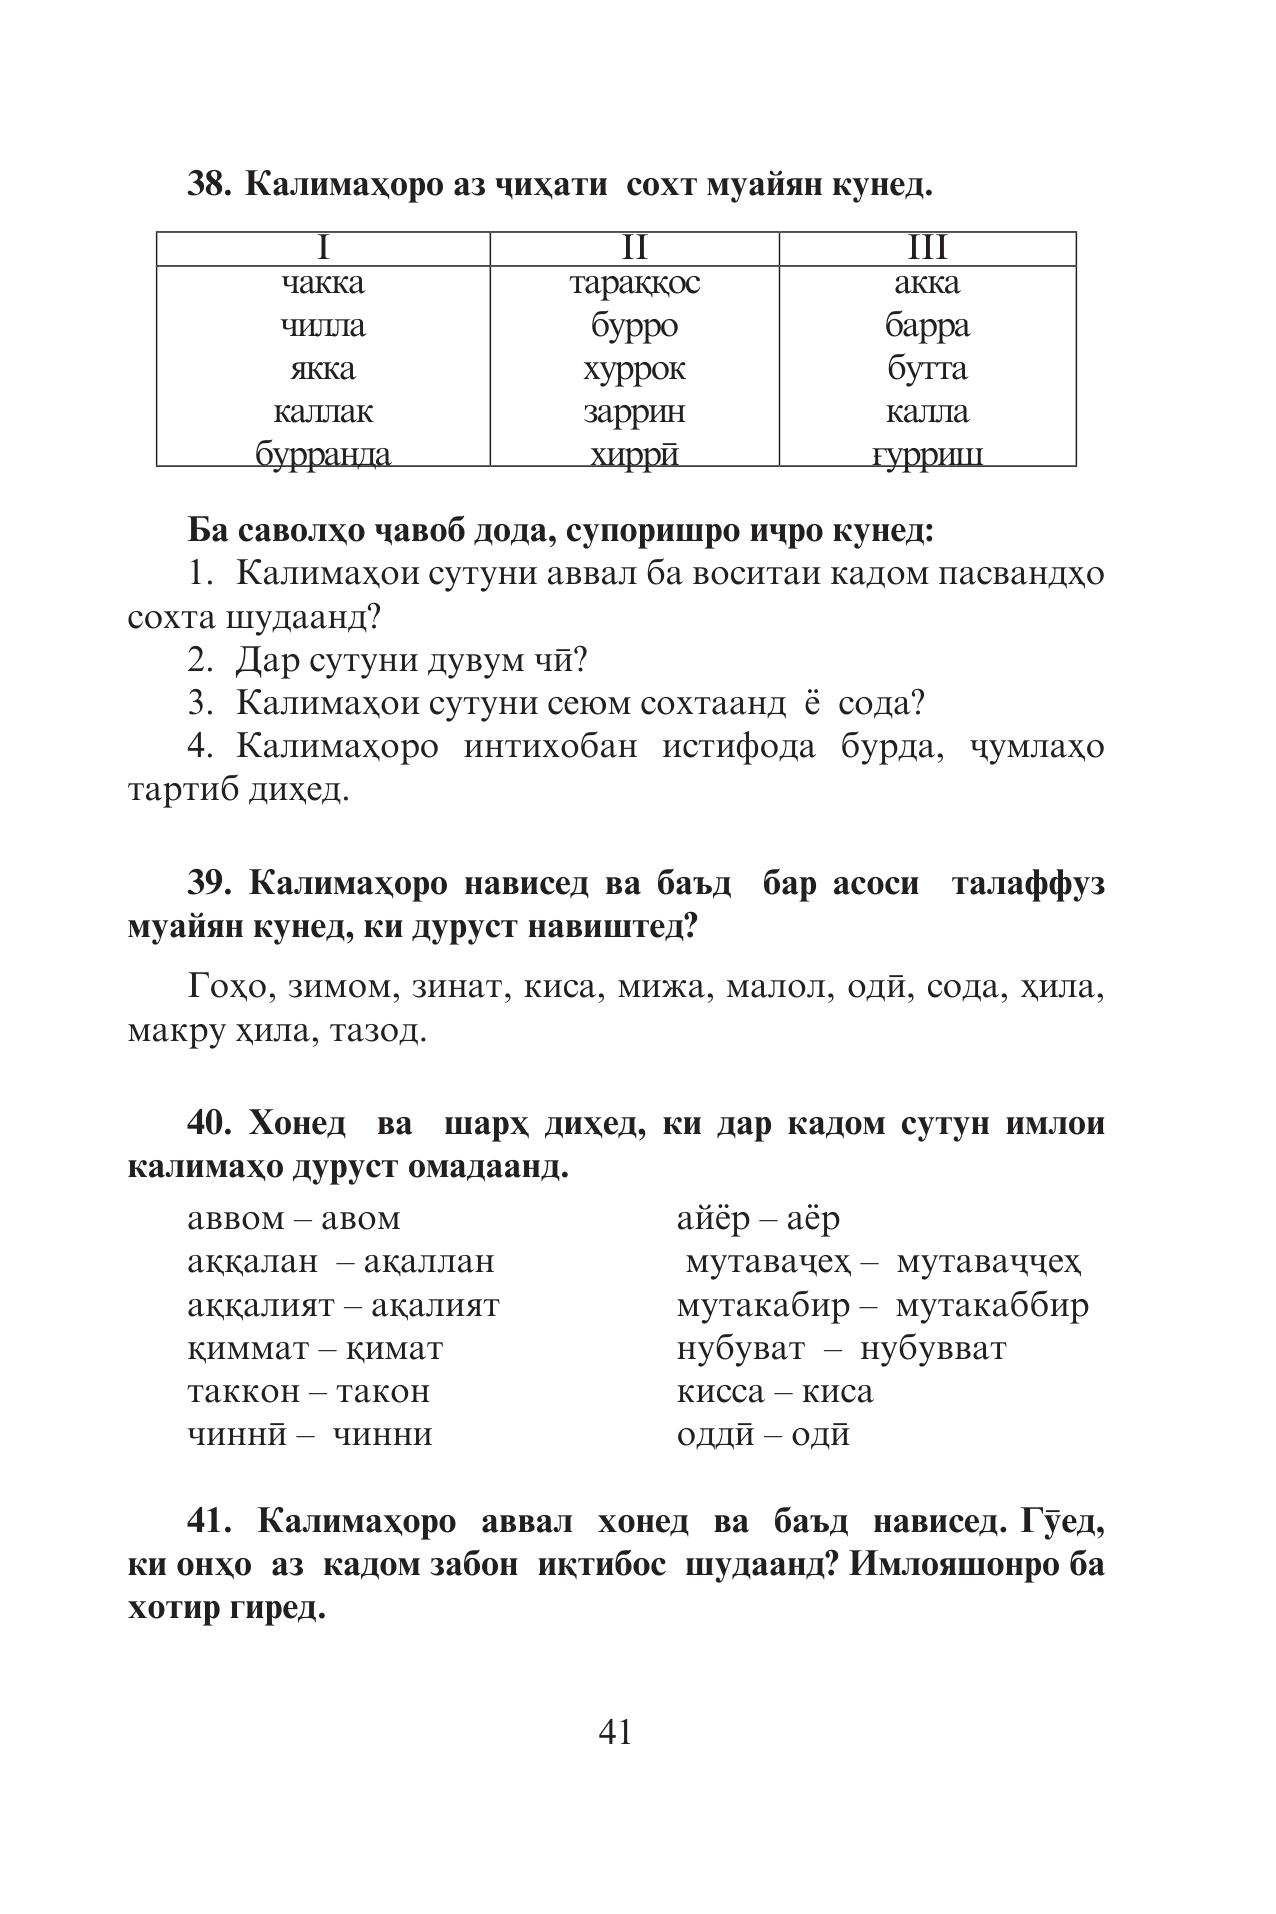 38. Калимаҳоро аз ҷиҳати сохт муайян кунед.
I II III
чакка тараққос акка
чилла бурро барра
якка хуррок бутта
каллак заррин калла
бурранда хиррӣ ғурриш
Ба саволҳо ҷавоб дода, супоришро иҷро кунед:
1. Калимаҳои сутуни аввал ба воситаи кадом пасвандҳо
сохта шудаанд?
2. Дар сутуни дувум чӣ?
3. Калимаҳои сутуни сеюм сохтаанд ё сода?
4. Калимаҳоро интихобан истифода бурда, ҷумлаҳо
тартиб диҳед.
39. Калимаҳоро нависед ва баъд бар асоси талаффуз
муайян кунед, ки дуруст навиштед?
Гоҳо, зимом, зинат, киса, мижа, малол, одӣ, сода, ҳила,
макру ҳила, тазод.
40. Хонед ва шарҳ диҳед, ки дар кадом сутун имлои
калимаҳо дуруст омадаанд.
аввом – авом айёр – аёр
аққалан – ақаллан мутаваҷеҳ – мутаваҷҷеҳ
аққалият – ақалият мутакабир – мутакаббир
қиммат – қимат нубуват – нубувват
таккон – такон кисса – киса
чиннӣ – чинни оддӣ – одӣ
41. Калимаҳоро аввал хонед ва баъд нависед. Гӯед,
ки онҳо аз кадом забон иқтибос шудаанд? Имлояшонро ба
хотир гиред.
41